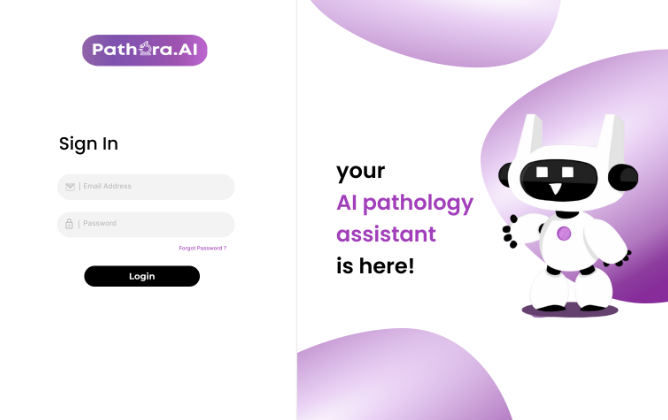 Pathora.AI
Sign In
Email Address
Password
Forgot Password ?
Login
your
AI pathology
assistant
is here!